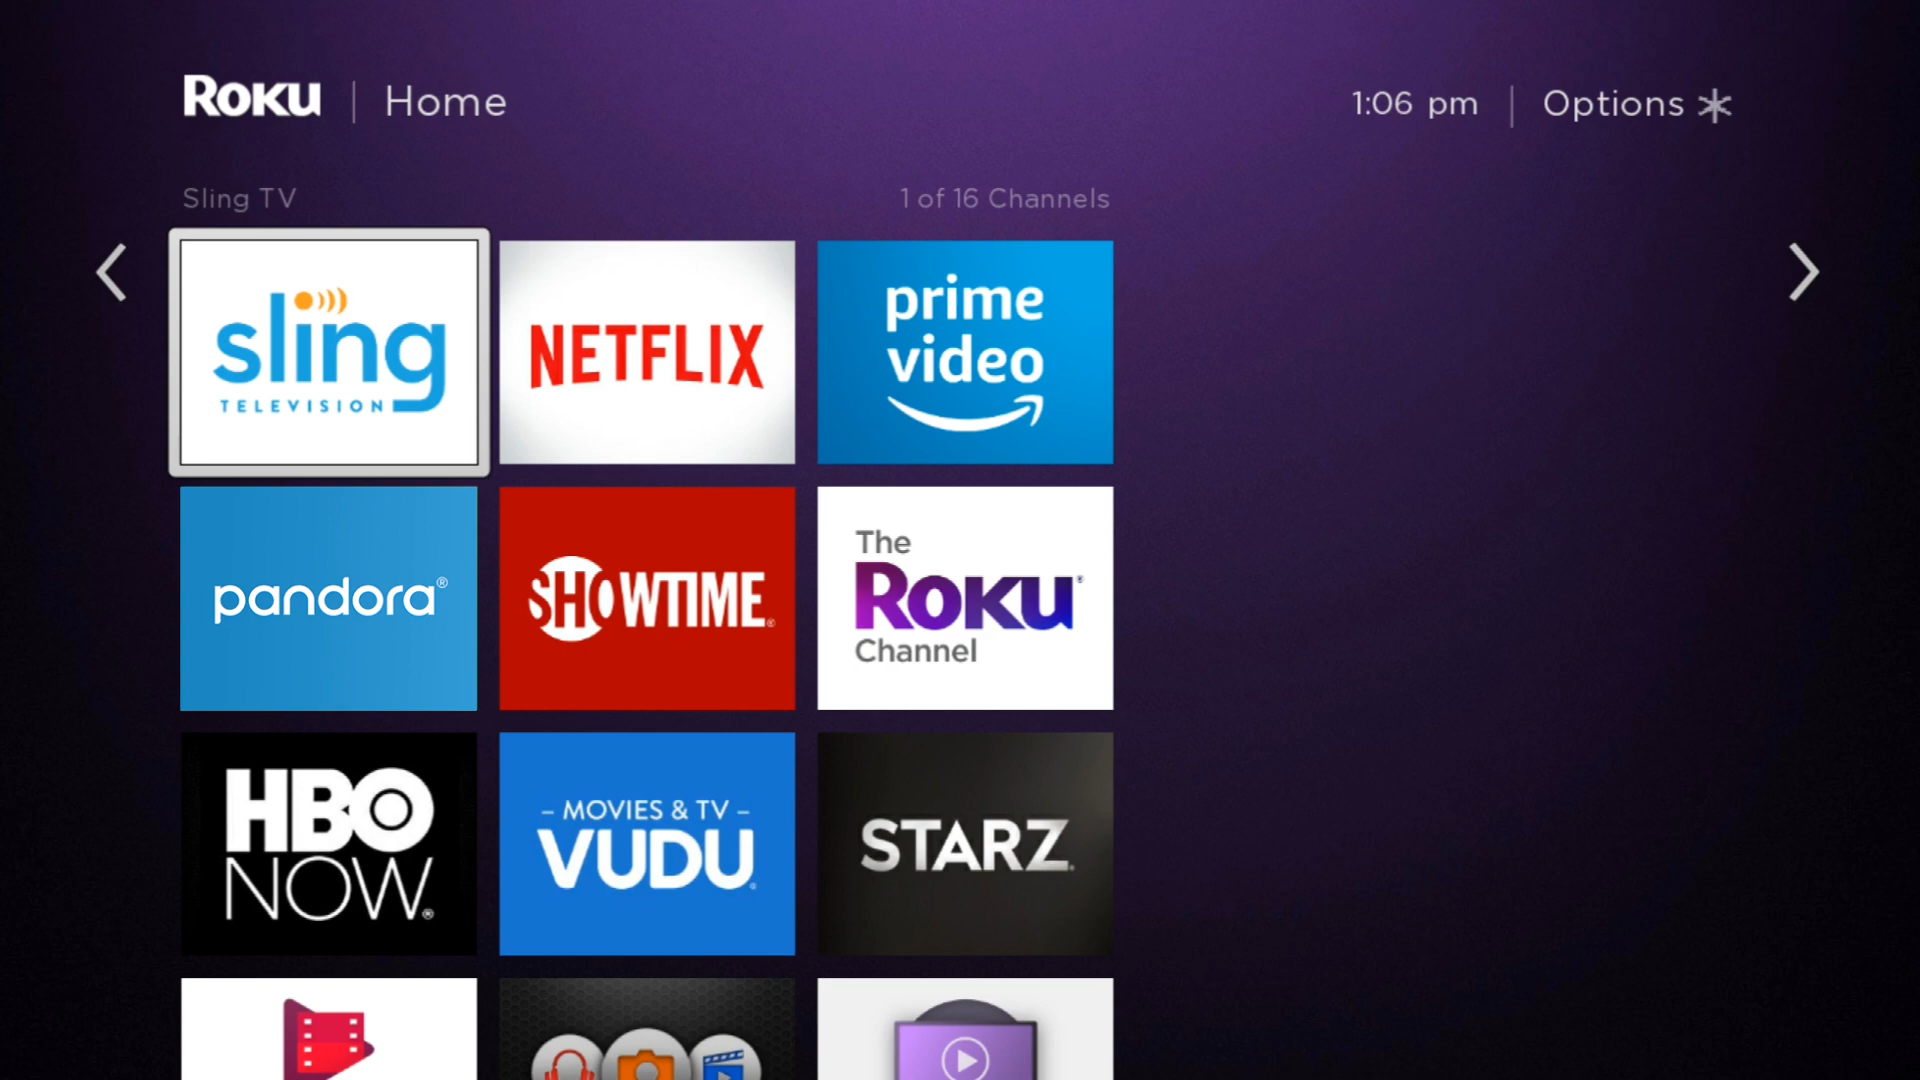 Roku | Home
1:06 pm | Options
Sling TV
1 of 16 Channels
sling
TELEVISION
NETFLIX
prime
video
pandora®
SHOWTIME®
The
Roku®
Channel
HBO
NOW®
– MOVIES & TV –
VUDU
STARZ